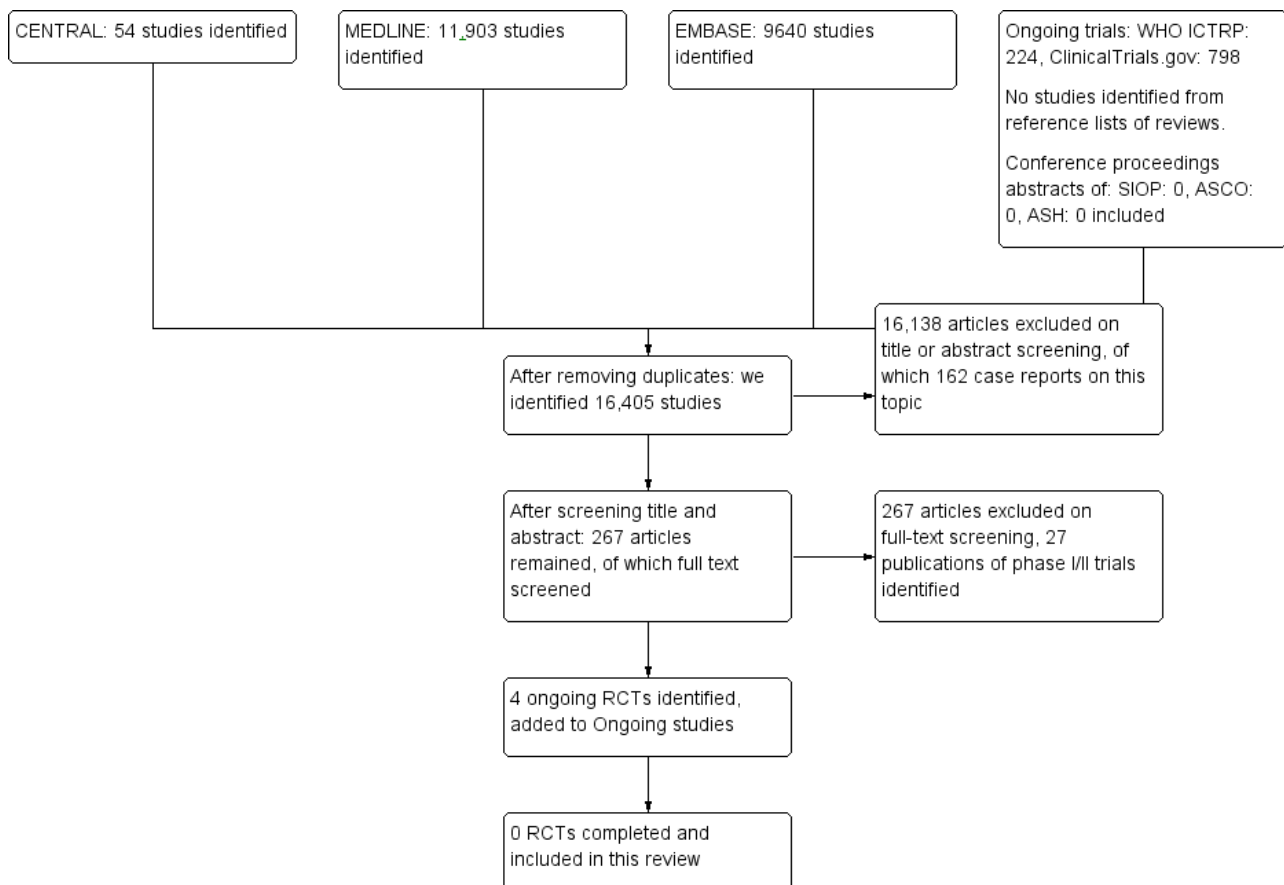 CENTRAL: 54 studies identified
MEDLINE: 11,903 studies
identified
EMBASE: 9640 studies
identified
Ongoing trials: WHO ICTRP:
224, ClinicalTrials.gov: 798
No studies identified from
reference lists of reviews.
Conference proceedings
abstracts of: SIOP: 0, ASCO:
0, ASH: 0 included
After removing duplicates: we
identified 16,405 studies
16,138 articles excluded on
title or abstract screening, of
which 162 case reports on this
topic
After screening title and
abstract: 267 articles
remained, of which full text
screened
267 articles excluded on
full-text screening, 27
publications of phase I/II trials
identified
4 ongoing RCTs identified,
added to Ongoing studies
0 RCTs completed and
included in this review